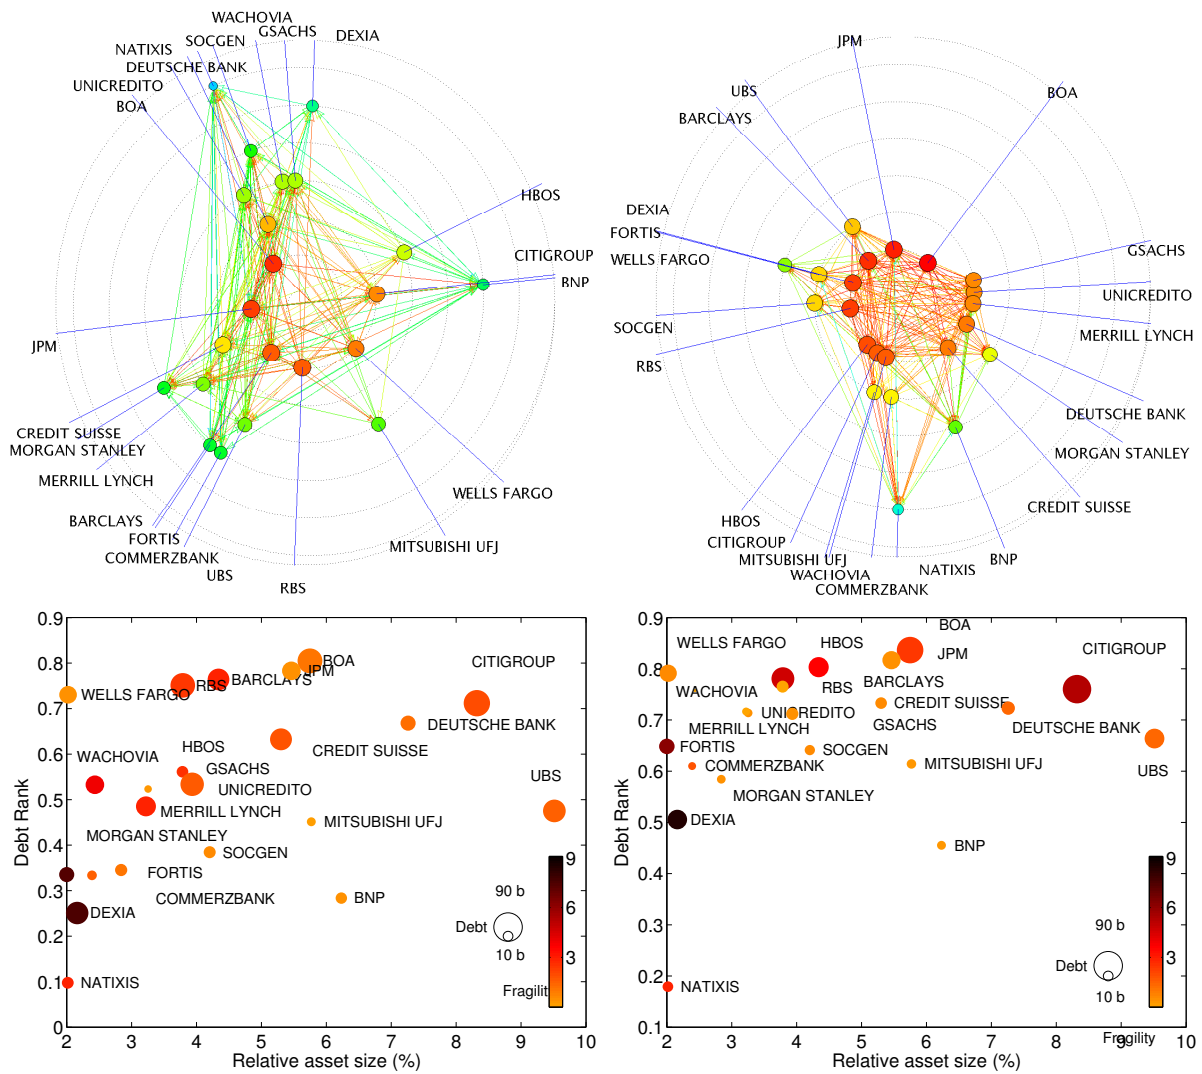 WACHOVIA
SOCGEN GSACHS DEXIA
NATIXIS
DEUTSCHE BANK
UNICREDITO
BOA
HBOS
CITIGROUP
BNP
JPM
CREDIT SUISSE
MORGAN STANLEY
MERRILL LYNCH
WELLS FARGO
BARCLAYS
FORTIS
MITSUBISHI UFJ
COMMERZBANK
UBS
RBS
JPM
UBS
BOA
BARCLAYS
DEXIA
FORTIS
GSACHS
WELLS FARGO
UNICREDITO
SOCGEN
MERRILL LYNCH
RBS
DEUTSCHE BANK
MORGAN STANLEY
CREDIT SUISSE
HBOS
CITIGROUP
MITSUBISHI UFJ
BNP
WACHOVIA
NATIXIS
COMMERZBANK
0.9
0.8
0.7
0.6
0.5
0.4
0.3
0.2
0.1
0
Debt Rank
BOA
CITIGROUP
JPM
BARCLAYS
RBS
WELLS FARGO
DEUTSCHE BANK
CREDIT SUISSE
HBOS
WACHOVIA
GSACHS
UBS
UNICREDITO
MERRILL LYNCH
MITSUBISHI UFJ
MORGAN STANLEY
SOCGEN
FORTIS
COMMERZBANK
BNP
DEXIA
NATIXIS
90 b
Debt
10 b
9
6
3
Fragilit
2 3 4 5 6 7 8 9 10
Relative asset size (%)
0.9
0.8
0.7
0.6
0.5
0.4
0.3
0.2
0.1
Debt Rank
BOA
WELLS FARGO HBOS
JPM CITIGROUP
BARCLAYS
RBS
WACHOVIA
CREDIT SUISSE
UNICREDITO
GSACHS
DEUTSCHE BANK
MERRILL LYNCH
FORTIS
SOCGEN
COMMERZBANK
MITSUBISHI UFJ
UBS
MORGAN STANLEY
DEXIA
BNP
NATIXIS
90 b
Debt
10 b
9
6
3
Fragility
2 3 4 5 6 7 8 9 10
Relative asset size (%)